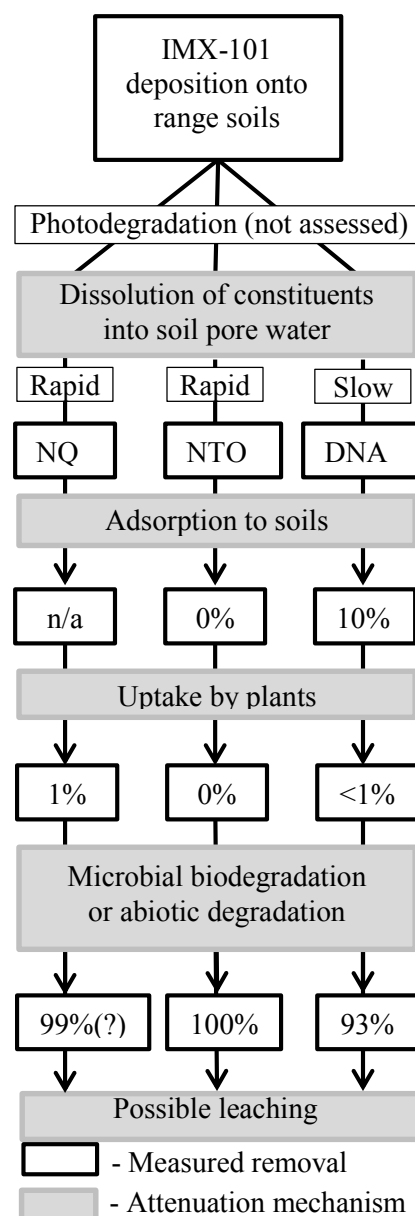 IMX-101
deposition onto
range soils
Photodegradation (not assessed)
Dissolution of constituents
into soil pore water
Rapid Rapid Slow
NQ NTO DNA
Adsorption to soils
n/a 0% 10%
Uptake by plants
1% 0% <1%
Microbial biodegradation
or abiotic degradation
99%(?) 100% 93%
Possible leaching
- Measured removal
- Attenuation mechanism